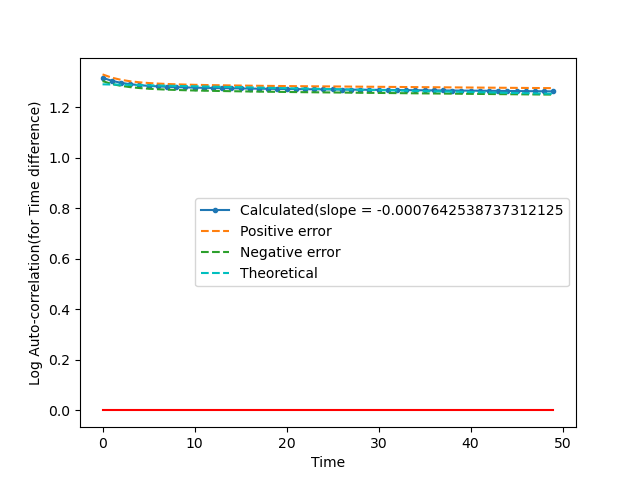 1.2
1.0
0.8
0.6
0.4
0.2
0.0
Log Auto-correlation(for Time difference)
Calculated(slope = -0.0007642538737312125
Positive error
Negative error
Theoretical
0 10 20 30 40 50
Time